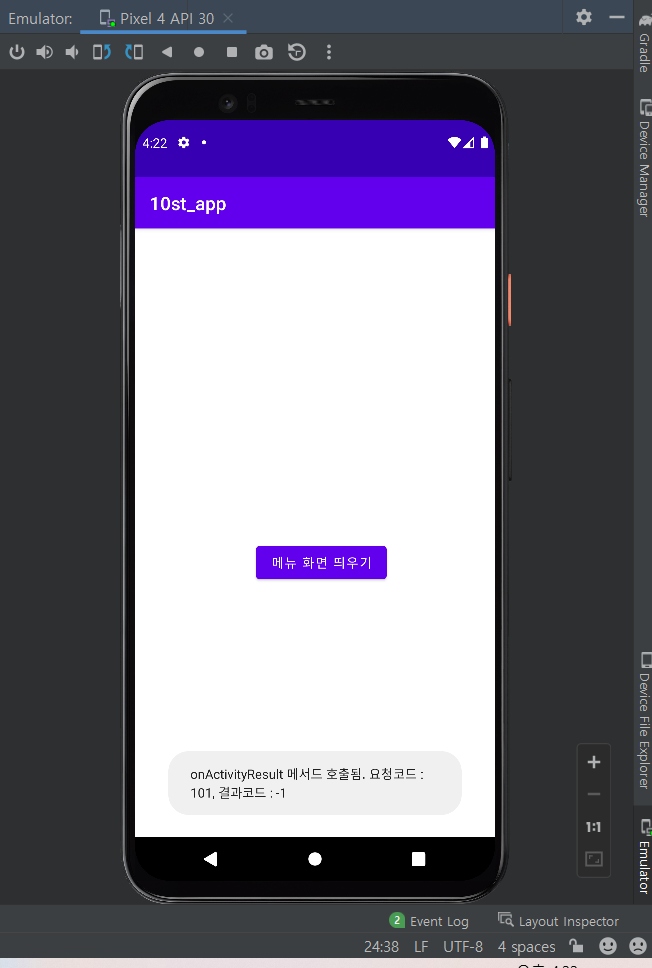 Emulator: Pixel 4 API 30
Gradle
Device Manager
4:22
10st_app
메뉴 화면 띄우기
onActivityResult 메서드 호출됨. 요청코드 :
101, 결과코드 : -1
1:1
Device File Explorer
Emulator
2 Event Log Layout Inspector
24:38 LF UTF-8 4 spaces